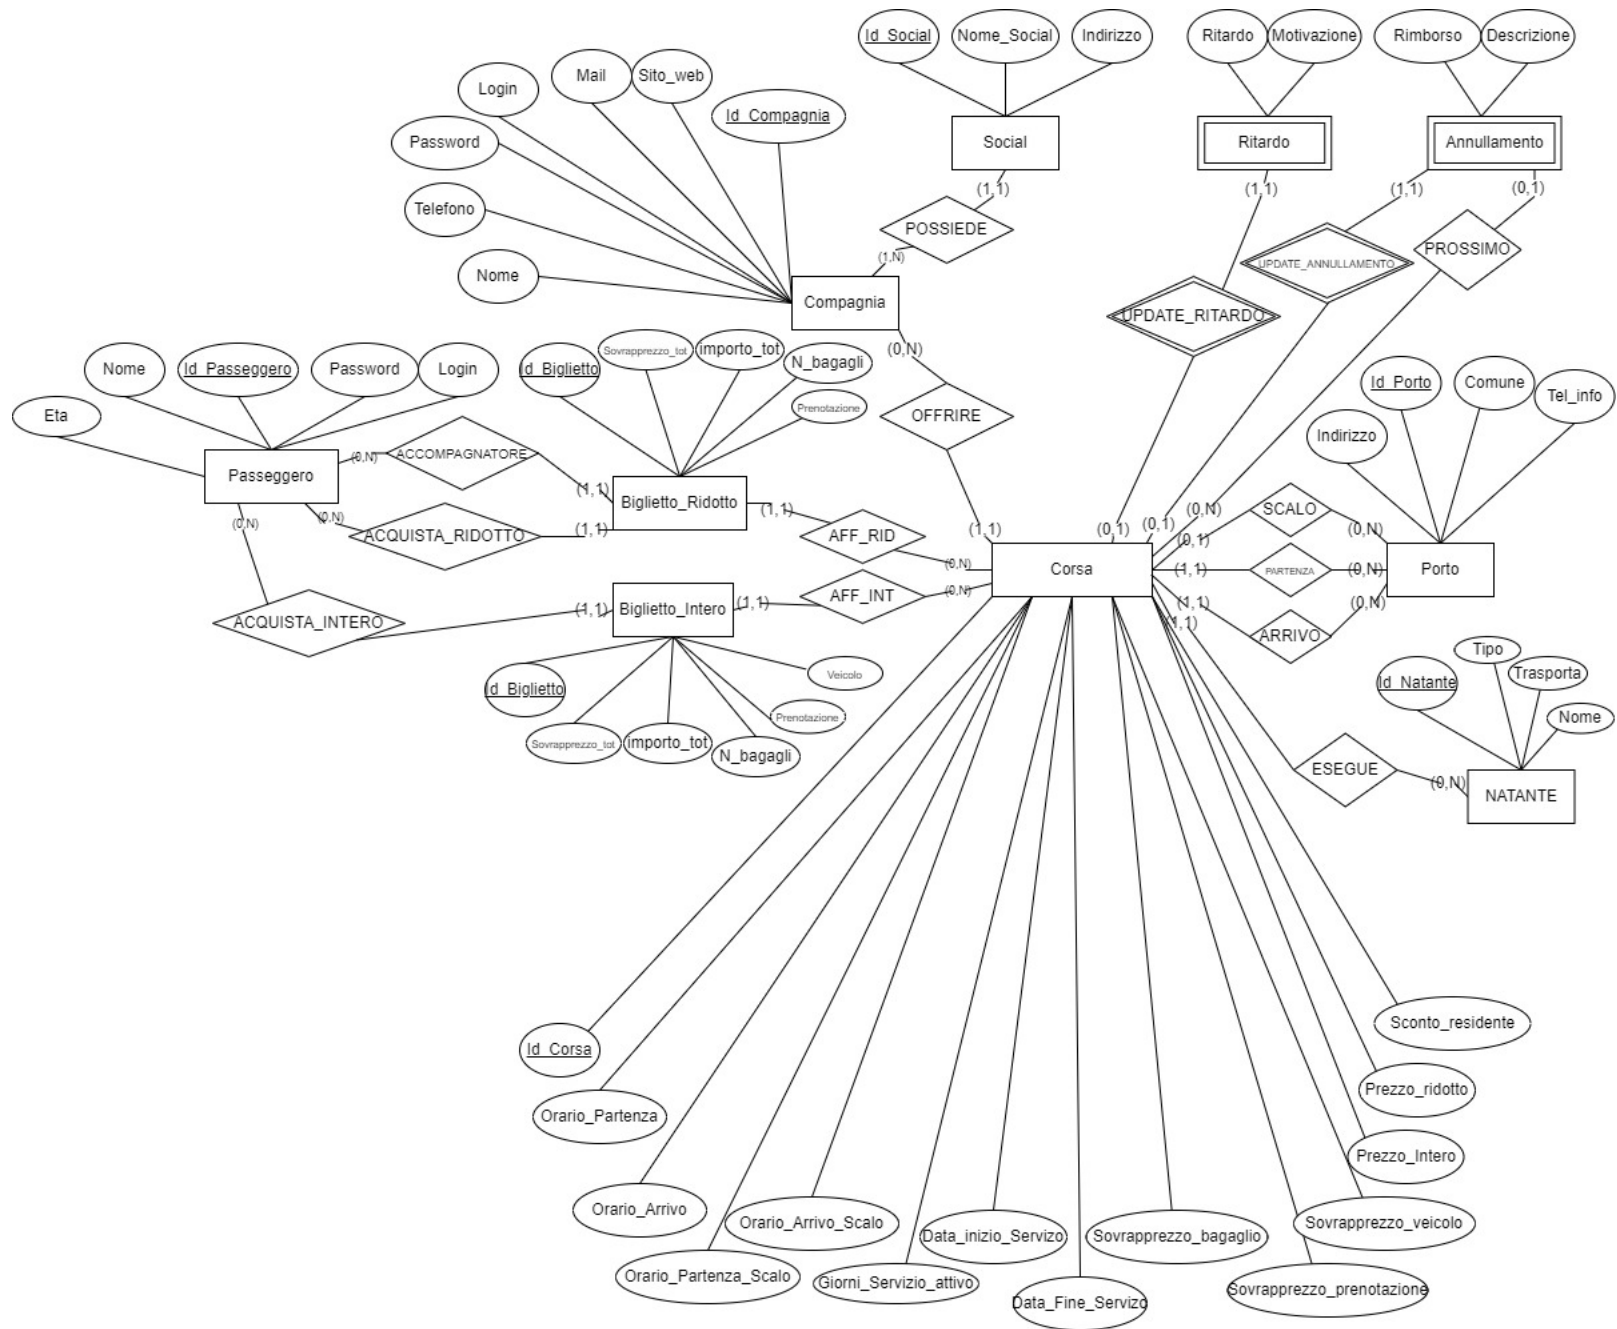 Id_Social
Nome_Social
Indirizzo
Ritardo
Motivazione
Rimborso
Descrizione
Mail
Sito_web
Login
Id_Compagnia
Password
Social
Ritardo
Annullamento
(1,1)
(1,1)
(1,1)
(0,1)
Telefono
POSSIEDE
PROSSIMO
(1,N)
UPDATE_ANNULLAMENTO
Nome
Compagnia
UPDATE_RITARDO
(0,N)
Nome
Id_Passeggero
Password
Login
Id_Biglietto
Sovrapprezzo_tot
importo_tot
N_bagagli
Prenotazione
Id_Porto
Comune
Tel_info
Eta
OFFRIRE
Indirizzo
ACCOMPAGNATORE
(0,N)
Passeggero
(1,1)
Biglietto_Ridotto
(0,N)
(0,N)
ACQUISTA_RIDOTTO
(1,1)
(1,1)
AFF_RID
(1,1)
(0,1)
(0,1)
(0,N)
SCALO
(0,N)
(0,1)
(0,N)
Corsa
(1,1)
PARTENZA
(0,N)
Porto
(0,N)
AFF_INT
(1,1)
Biglietto_Intero
(1,1)
ACQUISTA_INTERO
(1,1)
(1,1)
ARRIVO
(0,N)
Id_Biglietto
Sovrapprezzo_tot
importo_tot
N_bagagli
Prenotazione
Veicolo
Tipo
Id_Natante
Trasporta
Nome
ESEGUE
(0,N)
NATANTE
Id_Corsa
Sconto_residente
Orario_Partenza
Prezzo_ridotto
Prezzo_Intero
Orario_Arrivo
Orario_Arrivo_Scalo
Data_inizio_Servizo
Sovrapprezzo_bagaglio
Sovrapprezzo_veicolo
Orario_Partenza_Scalo
Giorni_Servizio_attivo
Data_Fine_Servizo
Sovrapprezzo_prenotazione